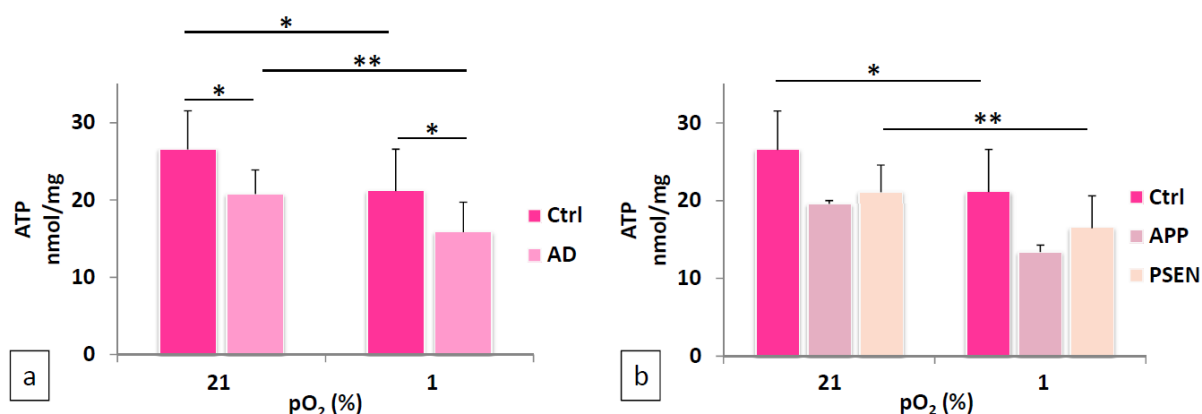 *
**
*
*
30
20
10
0
ATP
nmol/mg
Ctrl
AD
21
1
pO₂ (%)
a
*
**
30
20
10
0
ATP
nmol/mg
Ctrl
APP
PSEN
21
1
pO₂ (%)
b